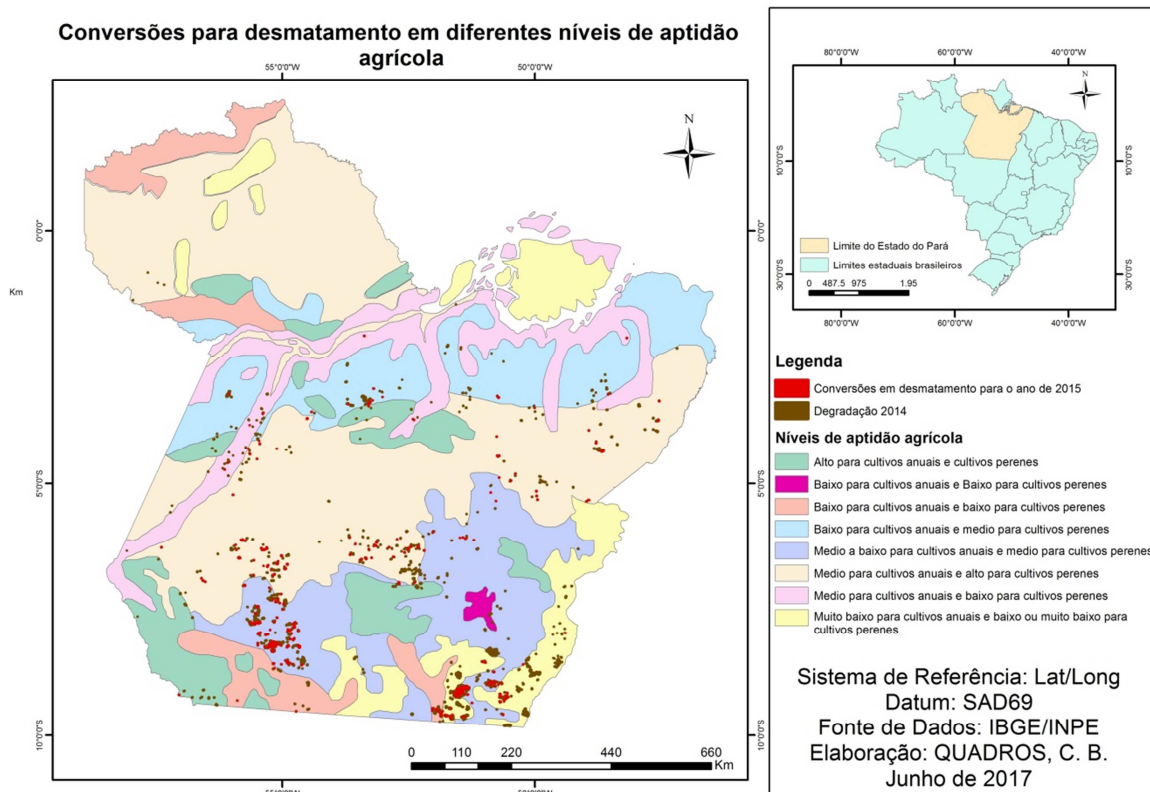 Conversões para desmatamento em diferentes níveis de aptidão
agrícola
55°0'0"W
50°0'0"W
N
0°0'0"
0°0'0"
Km
5°0'0"S
5°0'0"S
10°0'0"S
10°0'0"S
0 110 220 440 660
Km
80°0'0"W 60°0'0"W 40°0'0"W
N
10°0'0"S
10°0'0"S
30°0'0"S
30°0'0"S
Limite do Estado do Pará
Limites estaduais brasileiros
0 487.5 975 1.95
80°0'0"W 60°0'0"W 40°0'0"W
Legenda
Conversões em desmatamento para o ano de 2015
Degradação 2014
Níveis de aptidão agrícola
Alto para cultivos anuais e cultivos perenes
Baixo para cultivos anuais e Baixo para cultivos perenes
Baixo para cultivos anuais e baixo para cultivos perenes
Baixo para cultivos anuais e medio para cultivos perenes
Medio a baixo para cultivos anuais e medio para cultivos perenes
Medio para cultivos anuais e alto para cultivos perenes
Medio para cultivos anuais e baixo para cultivos perenes
Muito baixo para cultivos anuais e baixo ou muito baixo para
cultivos perenes
Sistema de Referência: Lat/Long
Datum: SAD69
Fonte de Dados: IBGE/INPE
Elaboração: QUADROS, C. B.
Junho de 2017